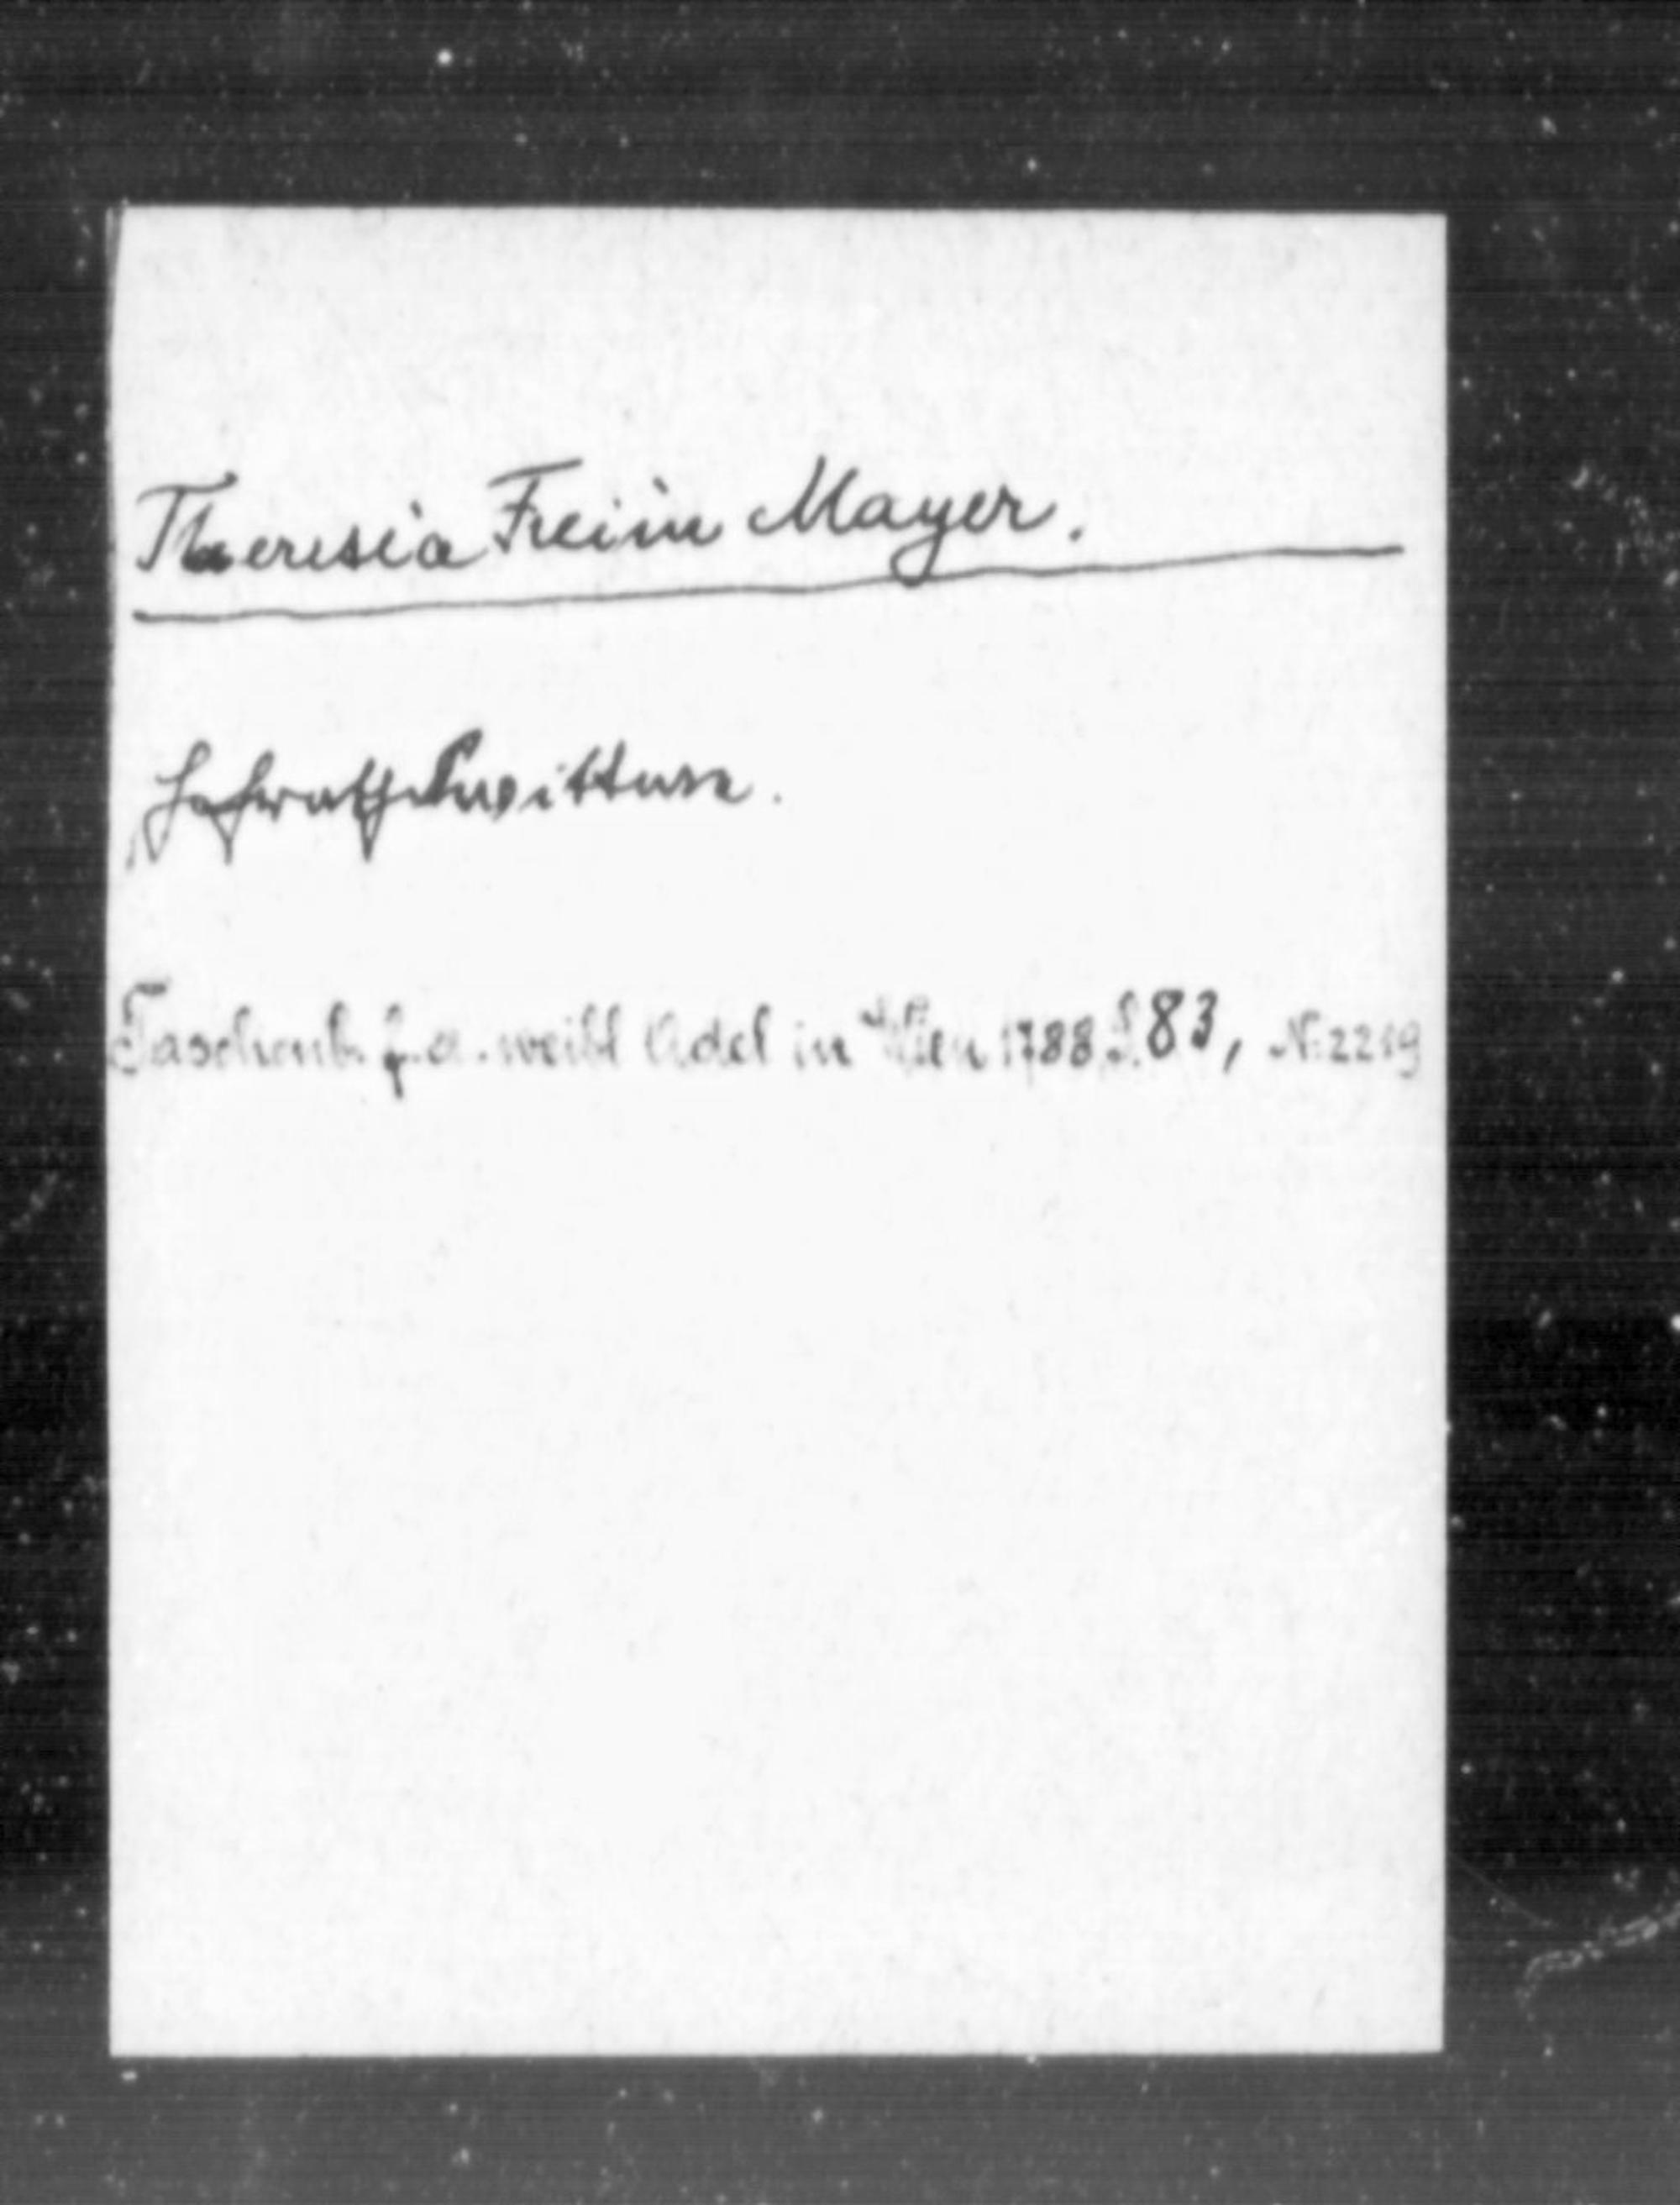 Theresia Freiin Mayer.
Hofrathswittwe.
Taschenb. f. d. weibl Adel in Wien 1788, S. 83, N. 2219